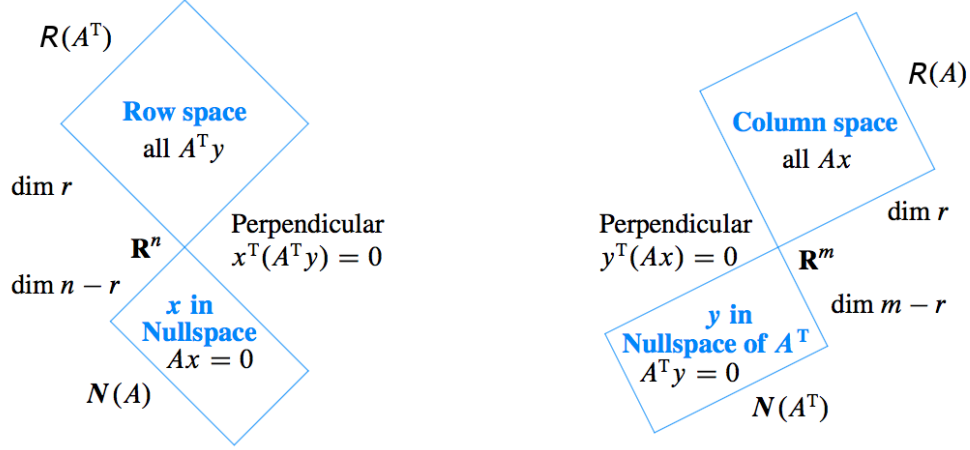 R(Aᵀ)
Row space
all Aᵀy
dim r
Perpendicular
xᵀ(Aᵀy) = 0
Rⁿ
dim n − r
x in
Nullspace
Ax = 0
N(A)
R(A)
Column space
all Ax
dim r
Perpendicular
yᵀ(Ax) = 0
Rᵐ
dim m − r
y in
Nullspace of Aᵀ
Aᵀy = 0
N(Aᵀ)